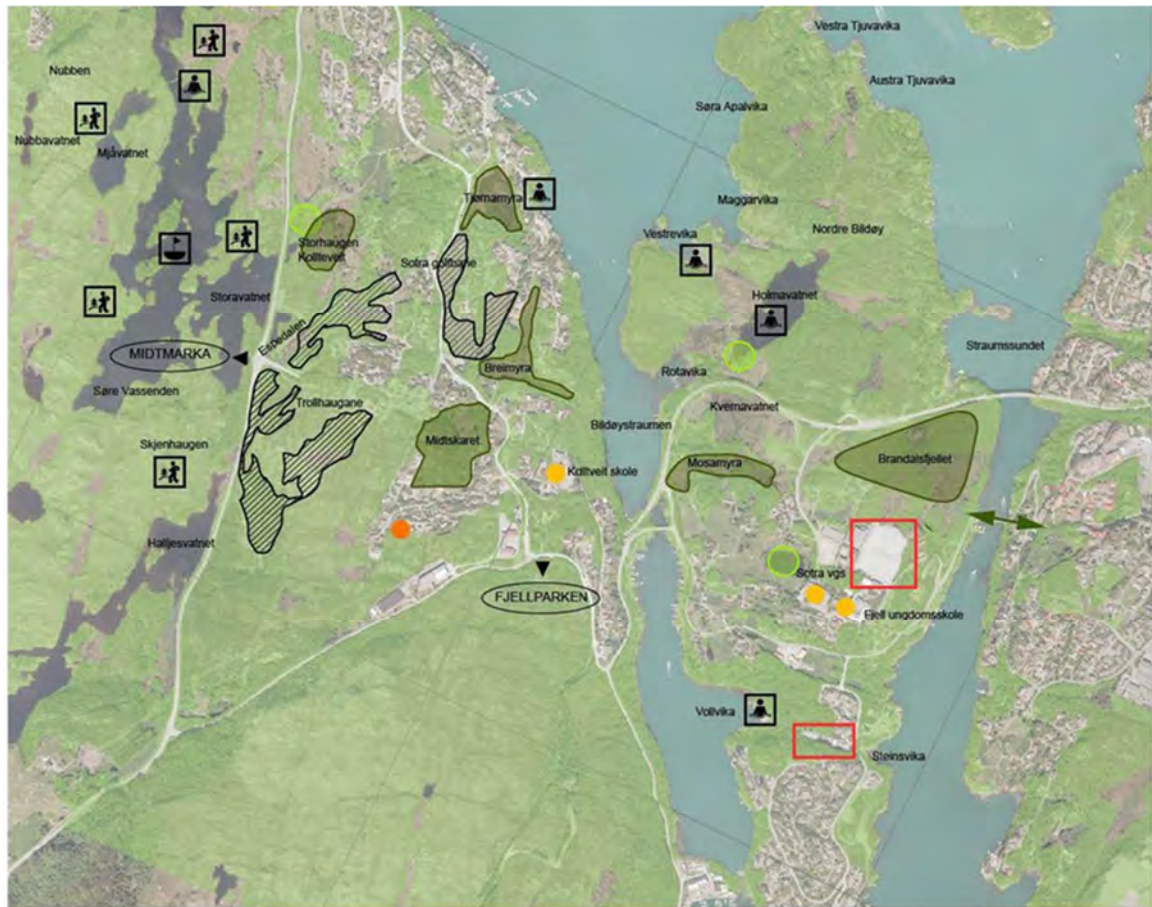 Vestra Tjuvavika
Nubben
Austra Tjuvavika
Søra Apalvika
Nubbavatnet
Mjåvatnet
Tjørnamyra
Maggarvika
Nordre Bildøy
Vestrevika
Storhaugen
Kollteveit
Sotra golfbane
Storavatnet
Holmavatnet
Straumssundet
Espedalen
MIDTMARKA
Breimyra
Rotavika
Søre Vassenden
Trollhaugane
Kvernavatnet
Bildøystraumen
Skjenhaugen
Midtskaret
Brandalsfjellet
Mosamyra
Koltveit skole
Halljesvatnet
Sotra vgs
FJELLPARKEN
Fjell ungdomsskole
Vollvika
Steinsvika